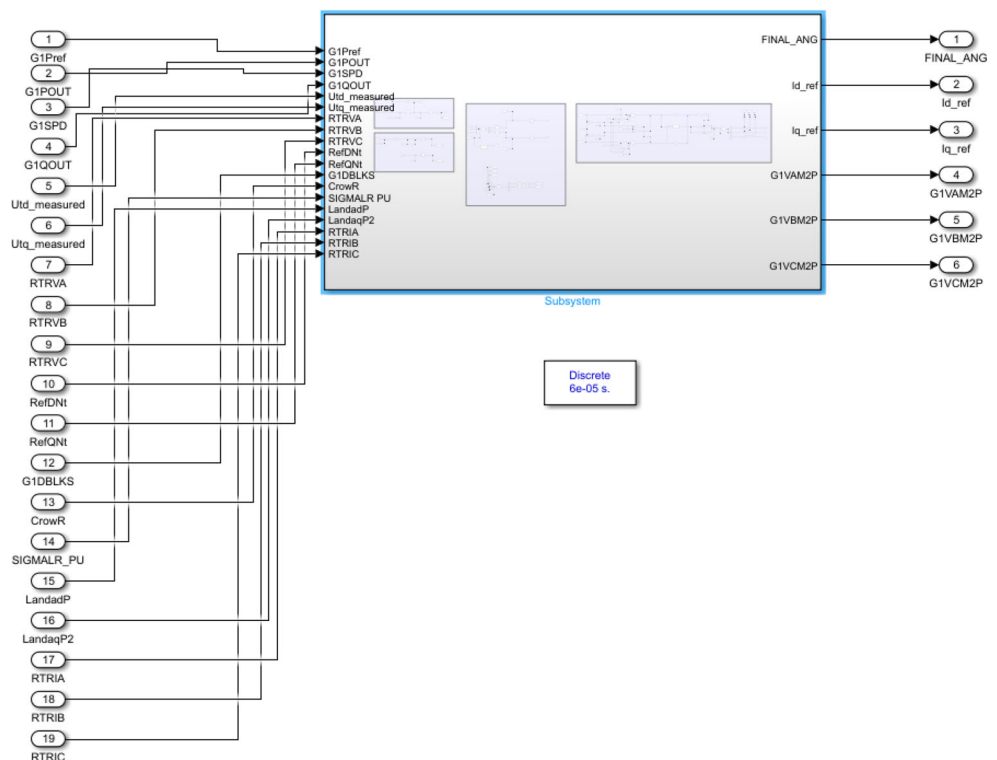 1
G1Pref
2
G1POUT
3
G1SPD
4
G1QOUT
5
Utd_measured
6
Utq_measured
7
RTRVA
8
RTRVB
9
RTRVC
10
RefDNt
11
RefQNt
12
G1DBLKS
13
CrowR
14
SIGMALR_PU
15
LandadP
16
LandaqP2
17
RTRIA
18
RTRIB
19
RTRIC
G1Pref
G1POUT
G1SPD
G1QOUT
Utd_measured
Utq_measured
RTRVA
RTRVB
RTRVC
RefDNt
RefQNt
G1DBLKS
CrowR
SIGMALR PU
LandadP
LandaqP2
RTRIA
RTRIB
RTRIC
FINAL_ANG
Id_ref
Iq_ref
G1VAM2P
G1VBM2P
G1VCM2P
Subsystem
Discrete
6e-05 s.
1
FINAL_ANG
2
Id_ref
3
Iq_ref
4
G1VAM2P
5
G1VBM2P
6
G1VCM2P